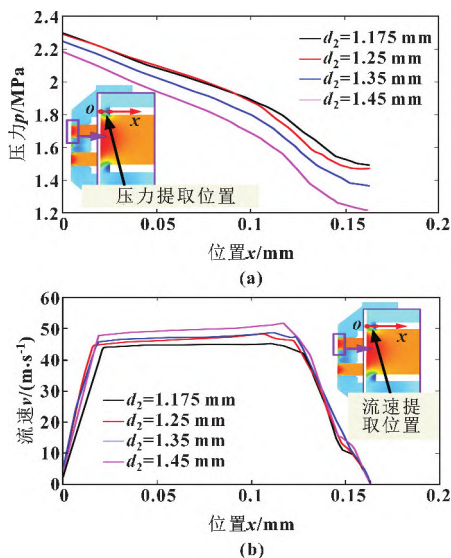 2.4
2.2
2.0
1.8
1.6
1.4
1.2
压力p/MPa
d2=1.175 mm
d2=1.25 mm
d2=1.35 mm
d2=1.45 mm
o
x
压力提取位置
0
0.05
0.1
0.15
0.2
位置x/mm
(a)
60
50
40
30
20
10
0
流速v/(m·s-1)
o
x
d2=1.175 mm
d2=1.25 mm
d2=1.35 mm
d2=1.45 mm
流速提
取位置
0
0.05
0.10
0.15
0.2
位置x/mm
(b)